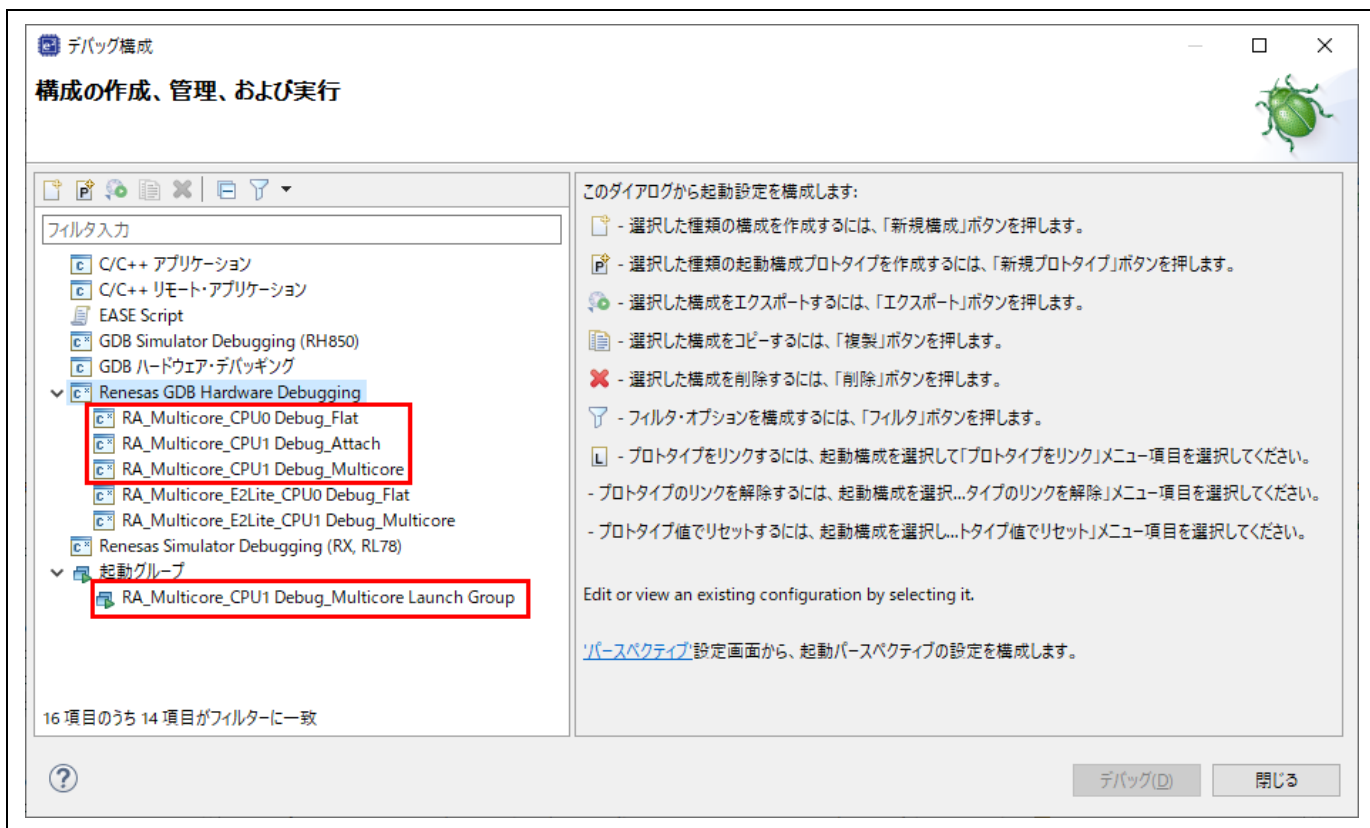 デバッグ構成
構成の作成、管理、および実行
フィルタ入力
C/C++ アプリケーション
C/C++ リモート・アプリケーション
EASE Script
GDB Simulator Debugging (RH850)
GDB ハードウェア・デバッギング
Renesas GDB Hardware Debugging
RA_Multicore_CPU0 Debug_Flat
RA_Multicore_CPU1 Debug_Attach
RA_Multicore_CPU1 Debug_Multicore
RA_Multicore_E2Lite_CPU0 Debug_Flat
RA_Multicore_E2Lite_CPU1 Debug_Multicore
Renesas Simulator Debugging (RX, RL78)
起動グループ
RA_Multicore_CPU1 Debug_Multicore Launch Group
16 項目のうち 14 項目がフィルターに一致
このダイアログから起動設定を構成します:
- 選択した種類の構成を作成するには、「新規構成」ボタンを押します。
- 選択した種類の起動構成プロトタイプを作成するには、「新規プロトタイプ」ボタンを押します。
- 選択した構成をエクスポートするには、「エクスポート」ボタンを押します。
- 選択した構成をコピーするには、「複製」ボタンを押します。
- 選択した構成を削除するには、「削除」ボタンを押します。
- フィルタ・オプションを構成するには、「フィルタ」ボタンを押します。
- プロトタイプをリンクするには、起動構成を選択して「プロトタイプをリンク」メニュー項目を選択してください。
- プロトタイプのリンクを解除するには、起動構成を選択...タイプのリンクを解除」メニュー項目を選択してください。
- プロトタイプ値でリセットするには、起動構成を選択し...トタイプ値でリセット」メニュー項目を選択してください。
Edit or view an existing configuration by selecting it.
'パースペクティブ'設定画面から、起動パースペクティブの設定を構成します。
デバッグ(D)
閉じる